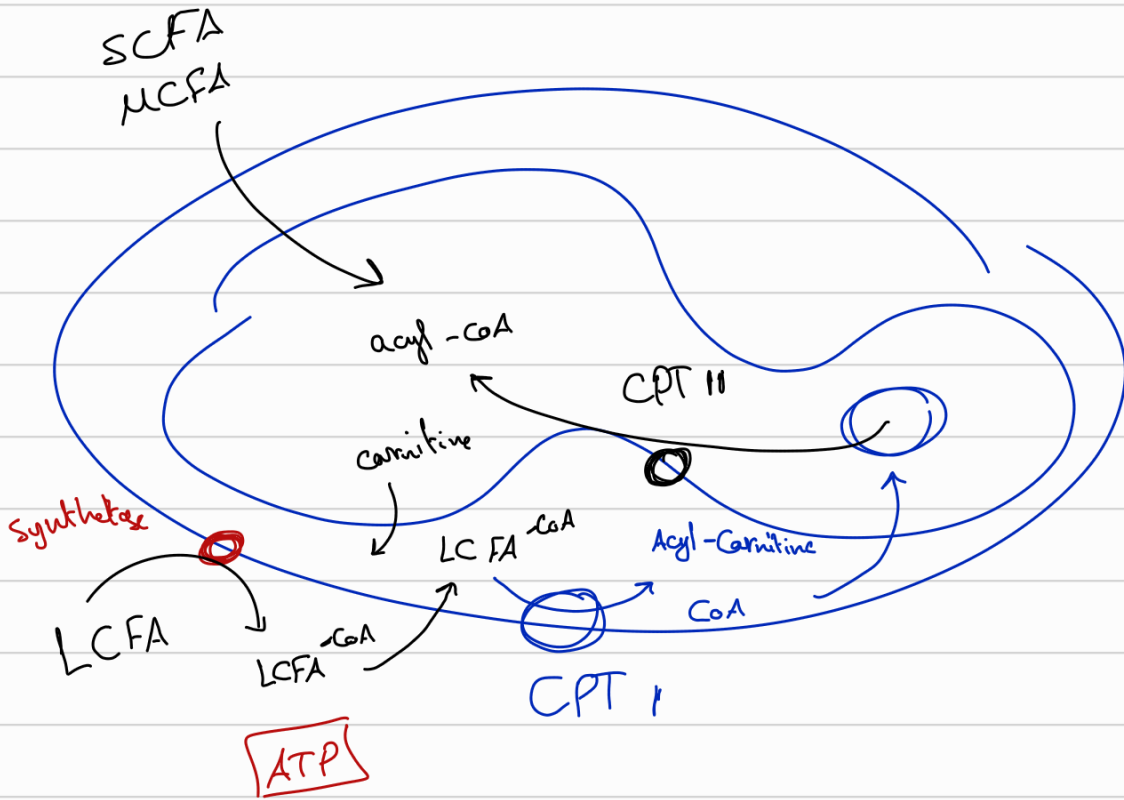 SCFA
MCFA
acyl-CoA
CPT II
carnitine
synthetase
LCFA-CoA
Acyl-Carnitine
CoA
LCFA
LCFA-CoA
CPT I
ATP